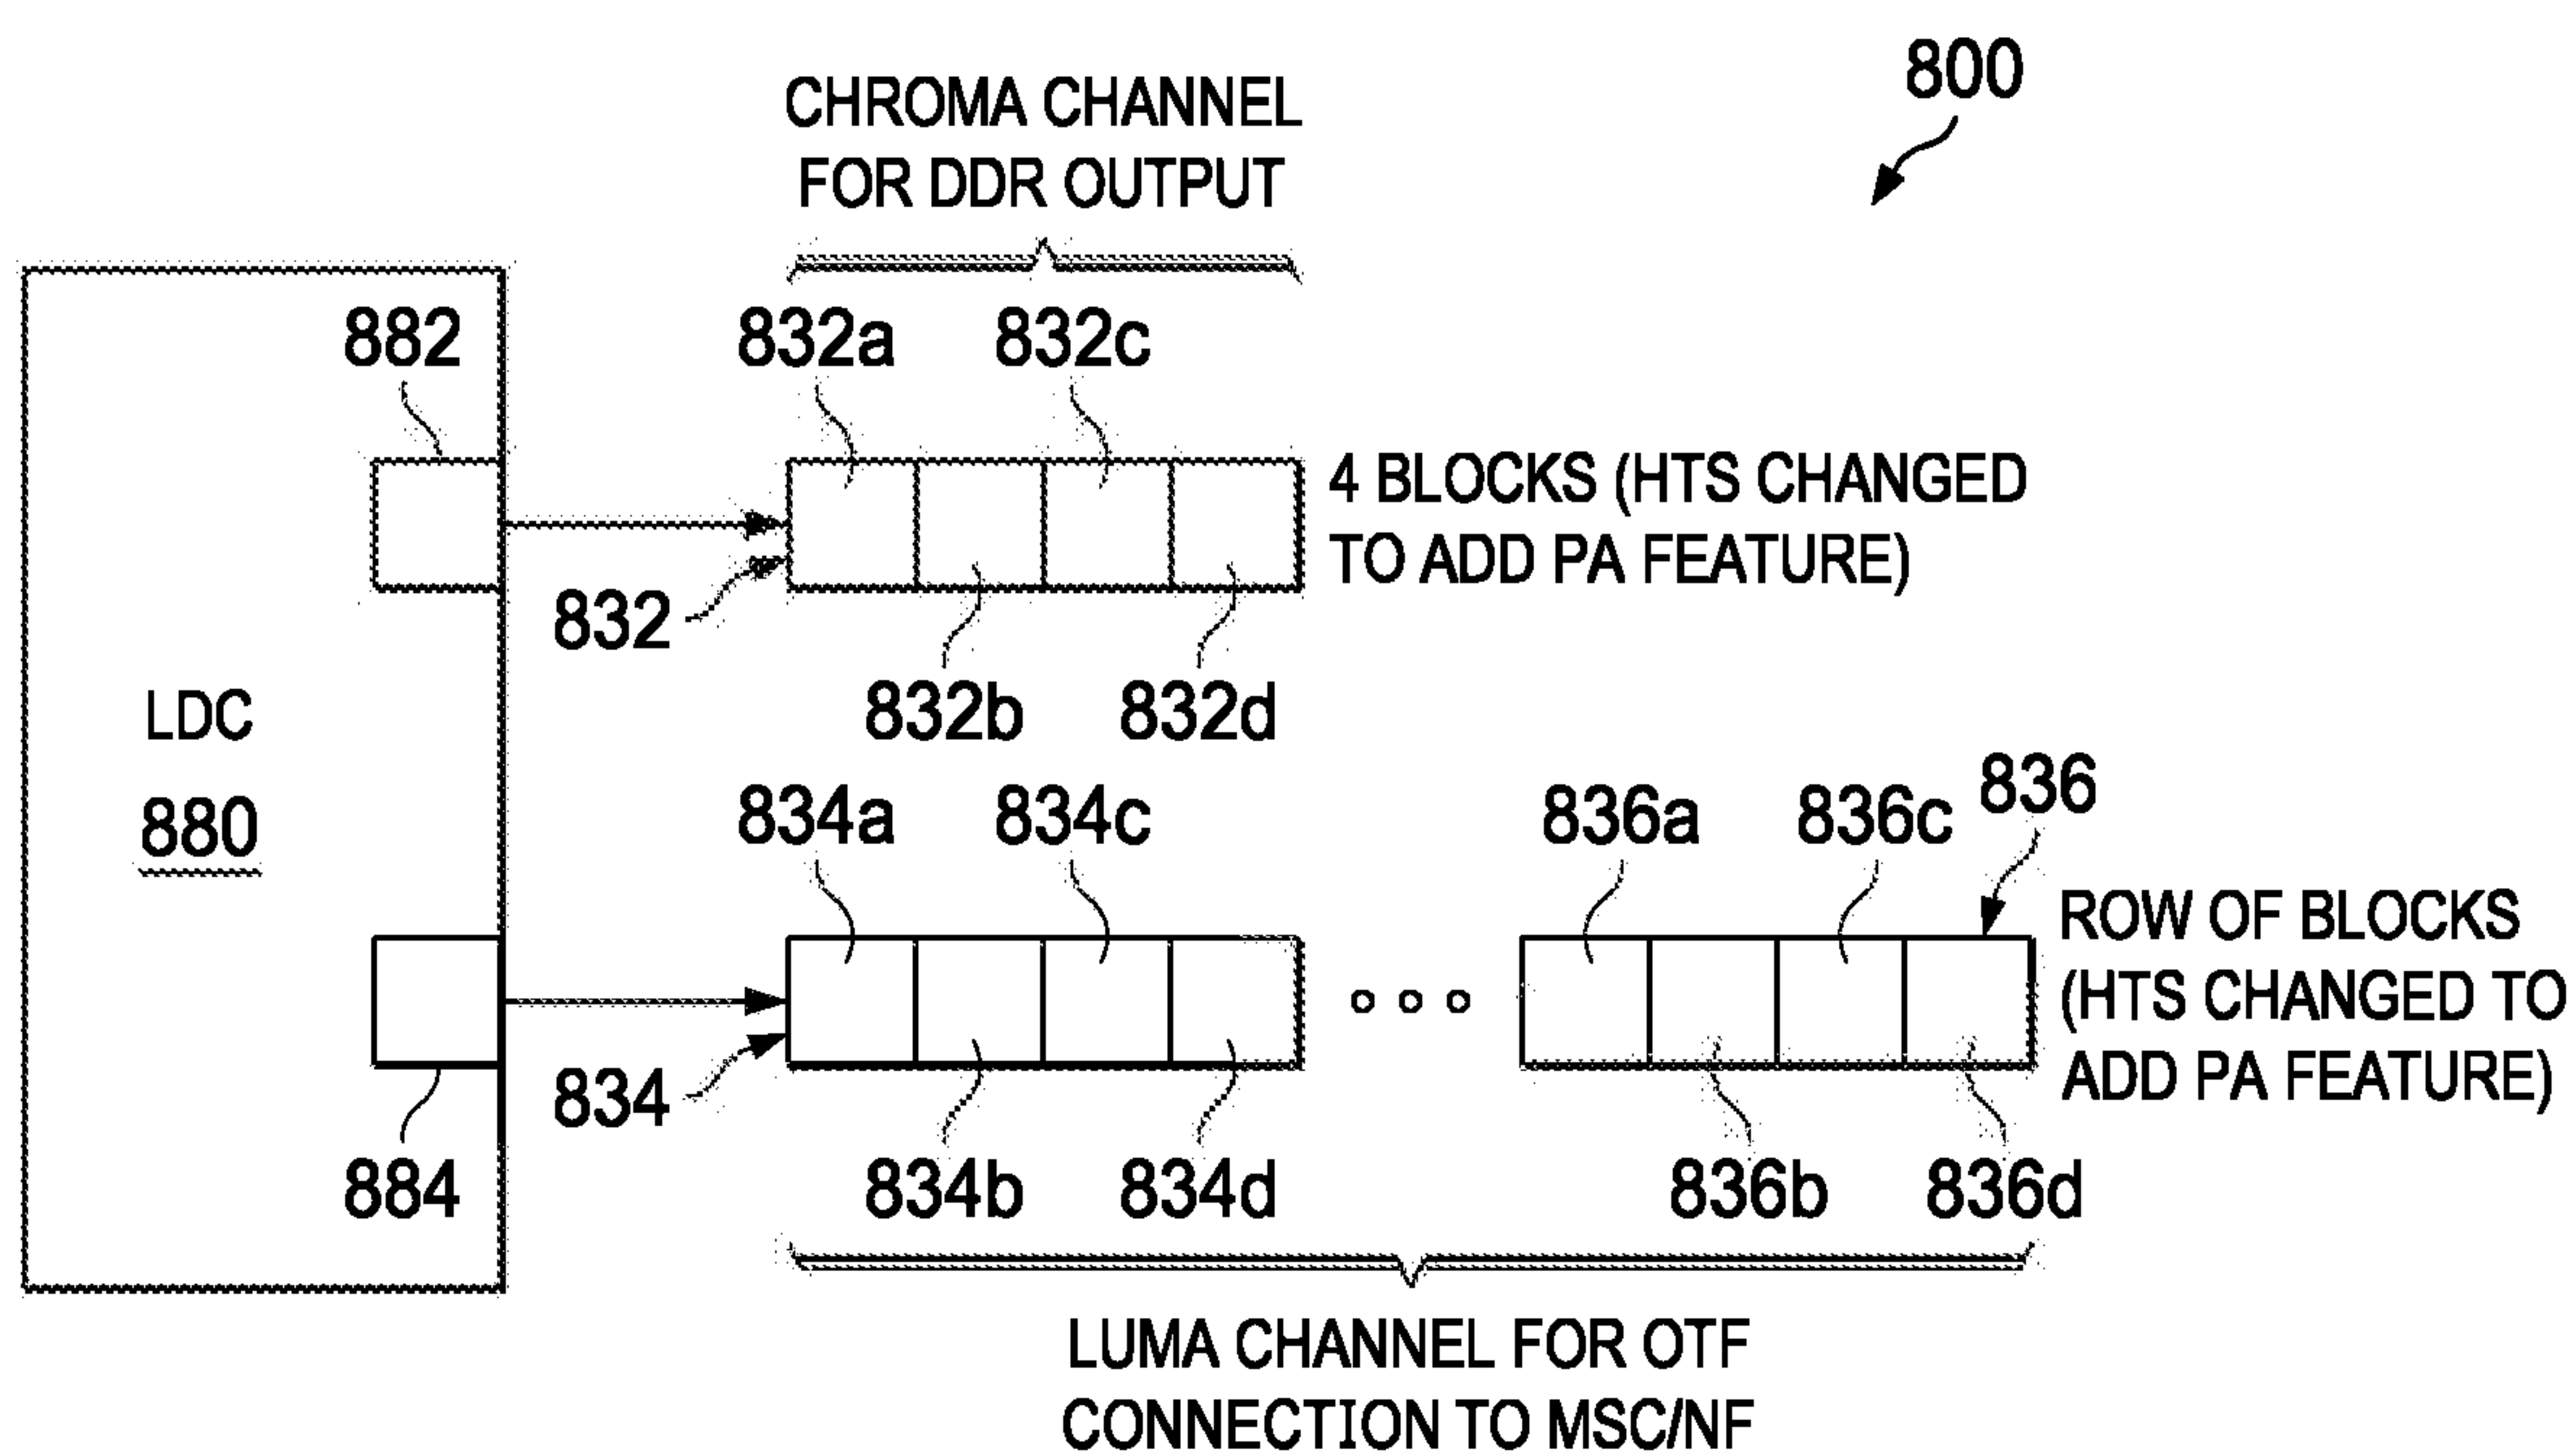 800
CHROMA CHANNEL
FOR DDR OUTPUT
882
832a
832c
4 BLOCKS (HTS CHANGED
TO ADD PA FEATURE)
832
832b
832d
LDC
880
834a
834c
836a
836c
836
ROW OF BLOCKS
(HTS CHANGED TO
ADD PA FEATURE)
834
884
834b
834d
836b
836d
LUMA CHANNEL FOR OTF
CONNECTION TO MSC/NF